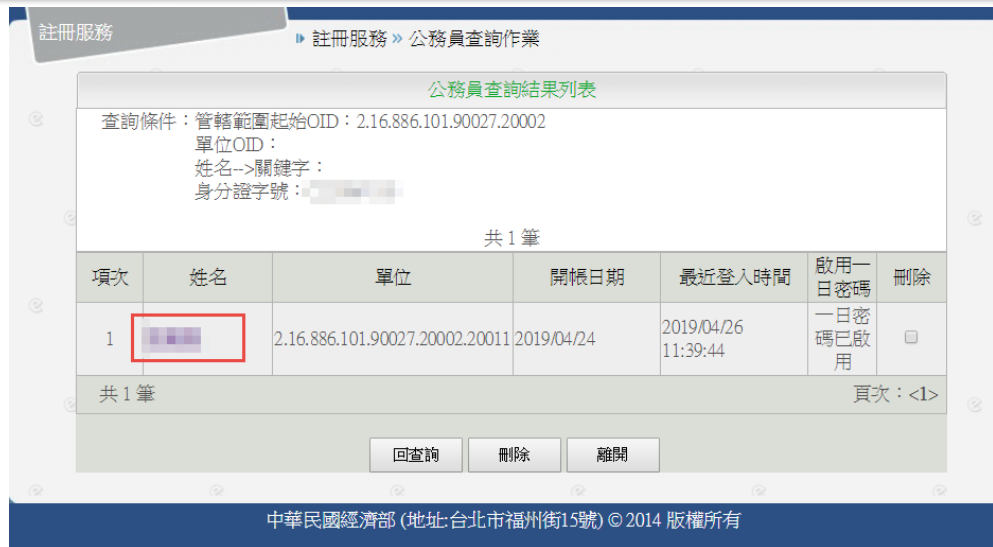 註冊服務
註冊服務 » 公務員查詢作業
公務員查詢結果列表
查詢條件：管轄範圍起始OID：2.16.886.101.90027.20002
單位OID：
姓名-->關鍵字：
身分證字號：
共 1 筆
項次 姓名 單位 開帳日期 最近登入時間 啟用一日密碼 刪除
1 2.16.886.101.90027.20002.20011 2019/04/24 2019/04/26 11:39:44 一日密碼已啟用
共 1 筆 頁次：<1>
回查詢 刪除 離開
中華民國經濟部 (地址:台北市福州街15號) © 2014 版權所有